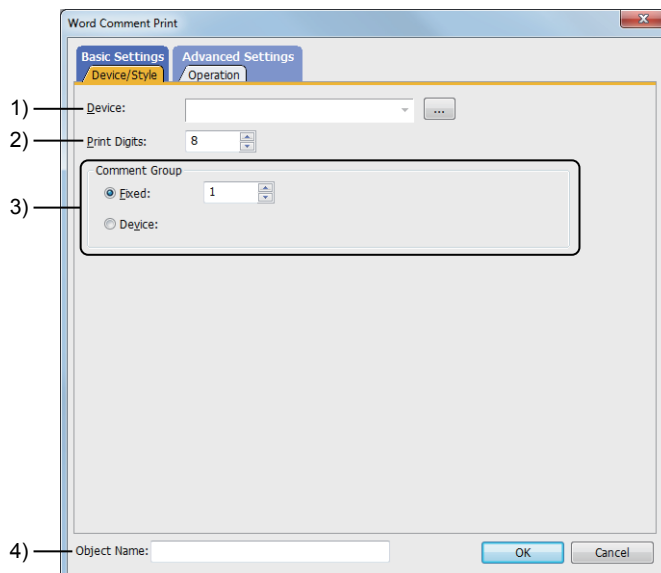 Word Comment Print
Basic Settings Advanced Settings
Device/Style Operation
1) Device: ...
2) Print Digits: 8
Comment Group
3) Fixed: 1
Device:
4) Object Name: OK Cancel